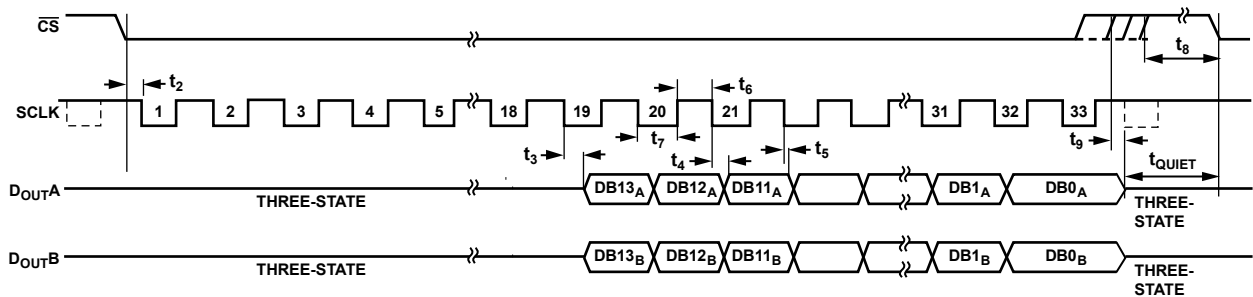 CS
t8
t2
t6
SCLK
1 2 3 4 5 18 19 20 21 31 32 33
t3
t7
t4
t5
t9
tQUIET
DOUTA
THREE-STATE
DB13A DB12A DB11A DB1A DB0A
THREE-
STATE
DOUTB
THREE-STATE
DB13B DB12B DB11B DB1B DB0B
THREE-
STATE